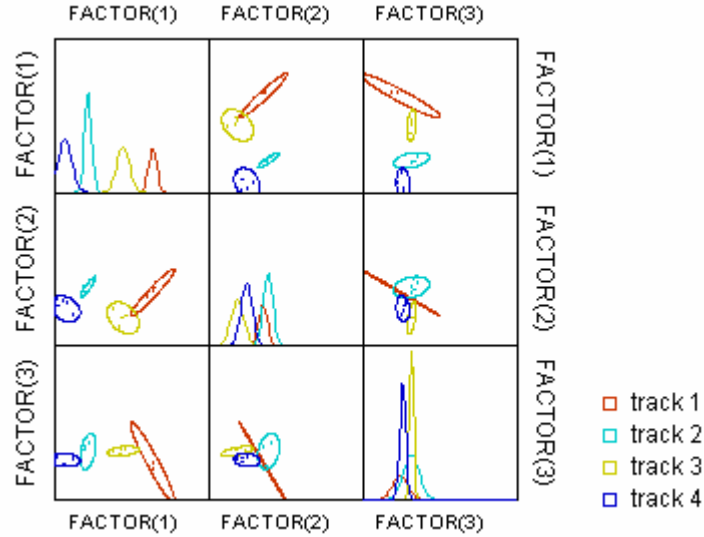 FACTOR(1) FACTOR(2) FACTOR(3)
FACTOR(1)
FACTOR(1)
FACTOR(2)
FACTOR(2)
FACTOR(3)
FACTOR(3)
track 1
track 2
track 3
track 4
FACTOR(1) FACTOR(2) FACTOR(3)